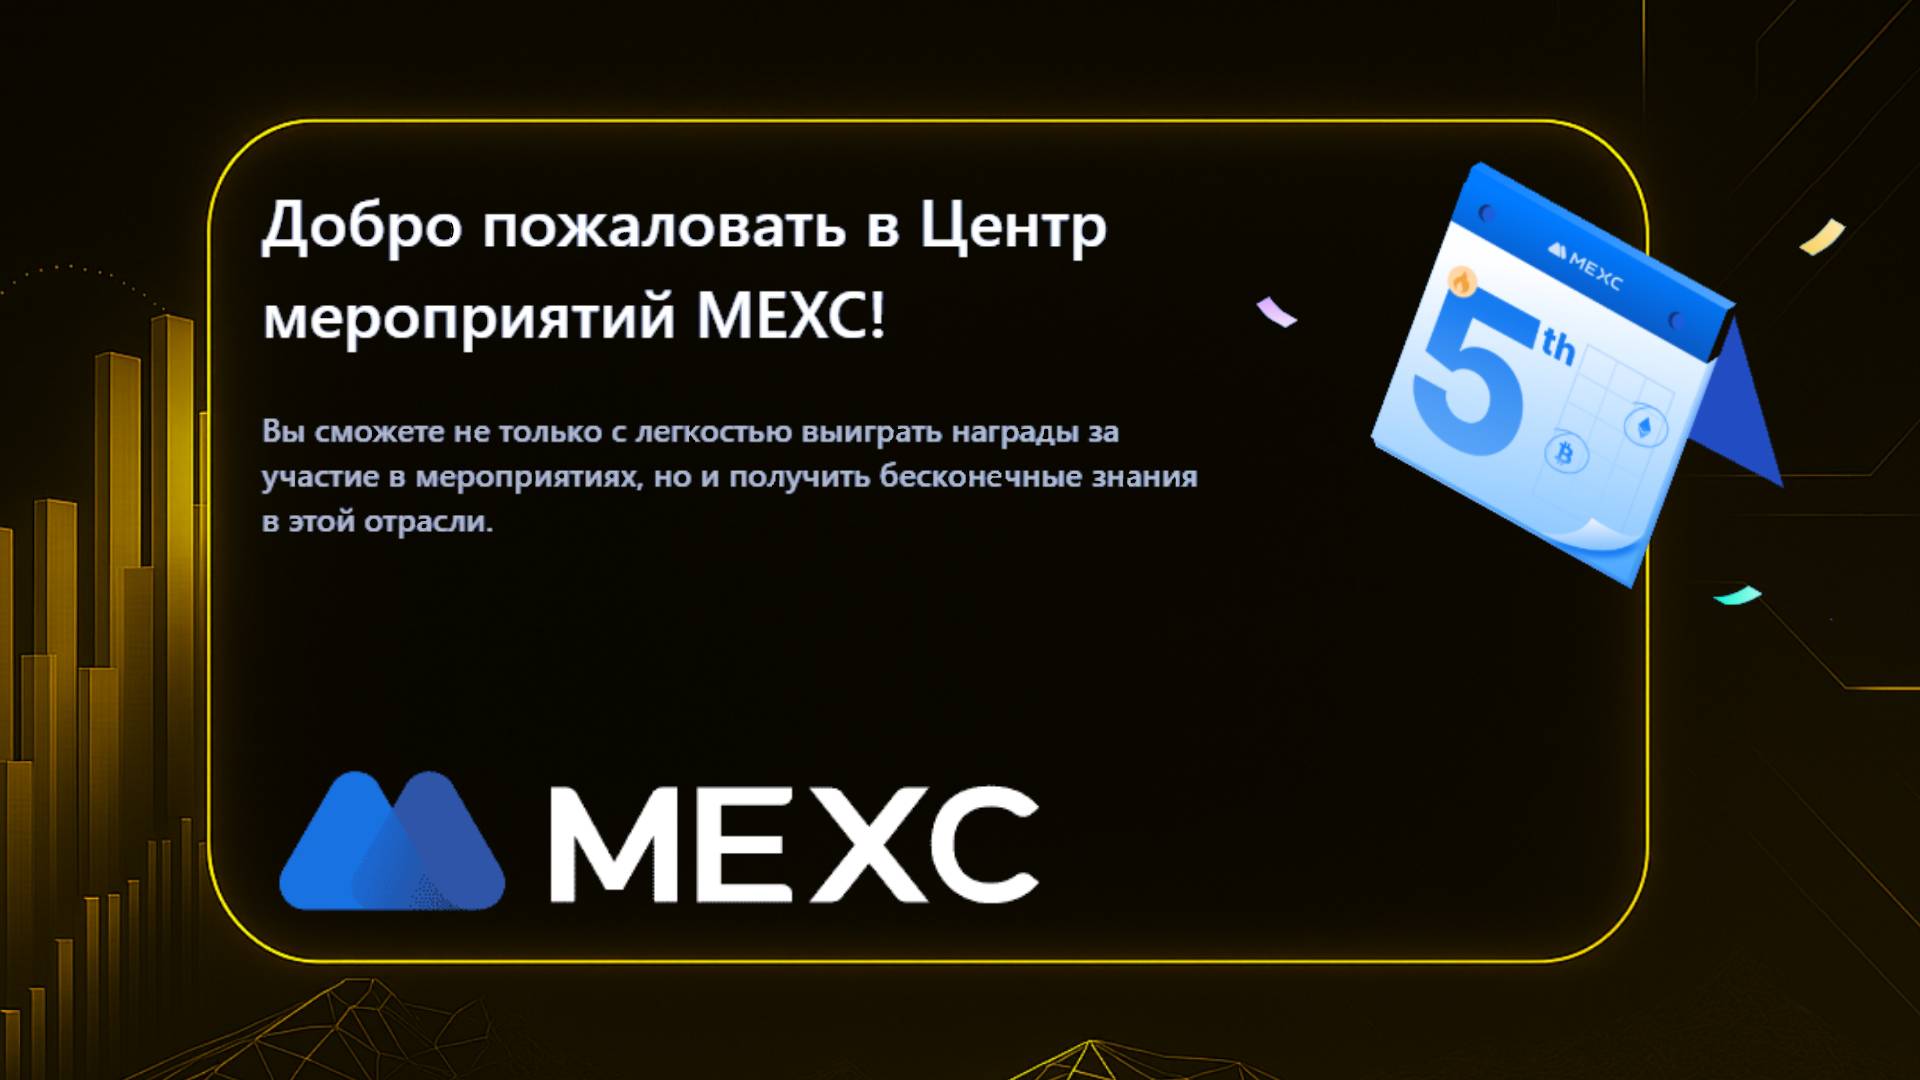 Добро пожаловать в Центр
мероприятий MEXC!
Вы сможете не только с легкостью выиграть награды за
участие в мероприятиях, но и получить бесконечные знания
в этой отрасли.
MEXC
5th
MEXC